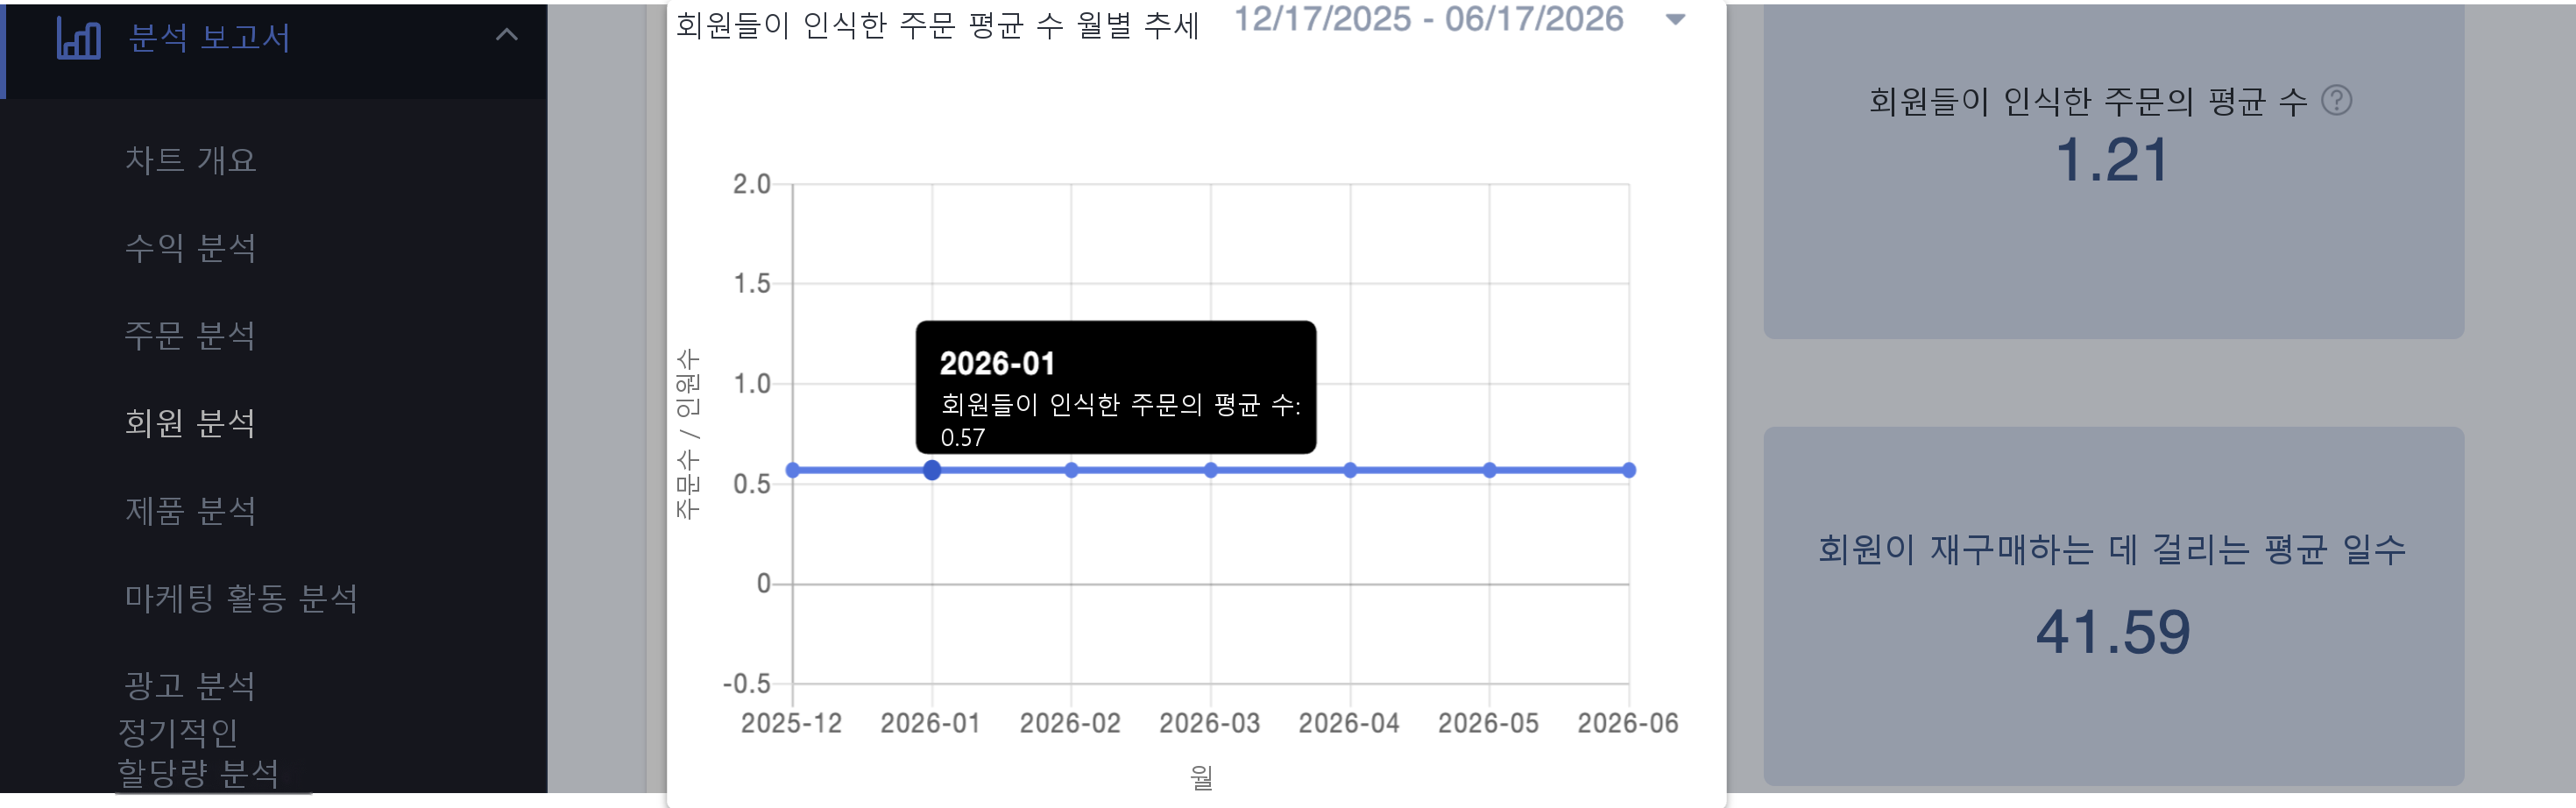 분석 보고서
차트 개요
수익 분석
주문 분석
회원 분석
제품 분석
마케팅 활동 분석
광고 분석
정기적인
할당량 분석
회원들이 인식한 주문 평균 수 월별 추세 12/17/2025 - 06/17/2026
주문수 / 인원수
2.0
1.5
1.0
0.5
0
-0.5
2026-01
회원들이 인식한 주문의 평균 수:
0.57
2025-12 2026-01 2026-02 2026-03 2026-04 2026-05 2026-06
월
회원들이 인식한 주문의 평균 수 ?
1.21
회원이 재구매하는 데 걸리는 평균 일수
41.59